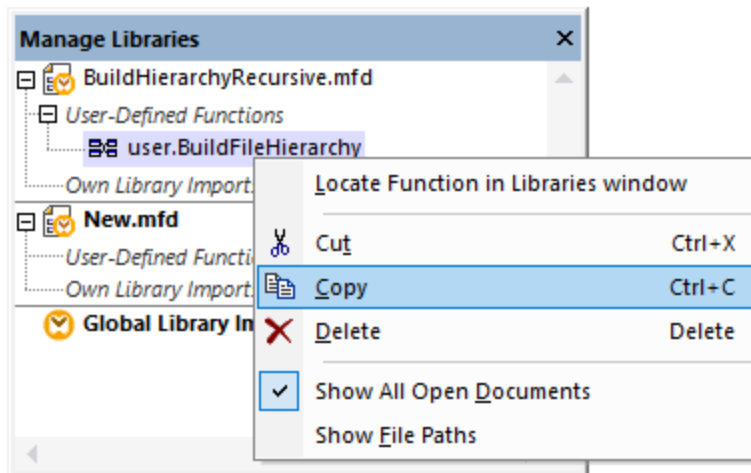 Manage Libraries
BuildHierarchyRecursive.mfd
User-Defined Functions
user.BuildFileHierarchy
Own Library Import
New.mfd
User-Defined Functi
Own Library Import
Global Library In
Locate Function in Libraries window
Cut Ctrl+X
Copy Ctrl+C
Delete Delete
Show All Open Documents
Show File Paths